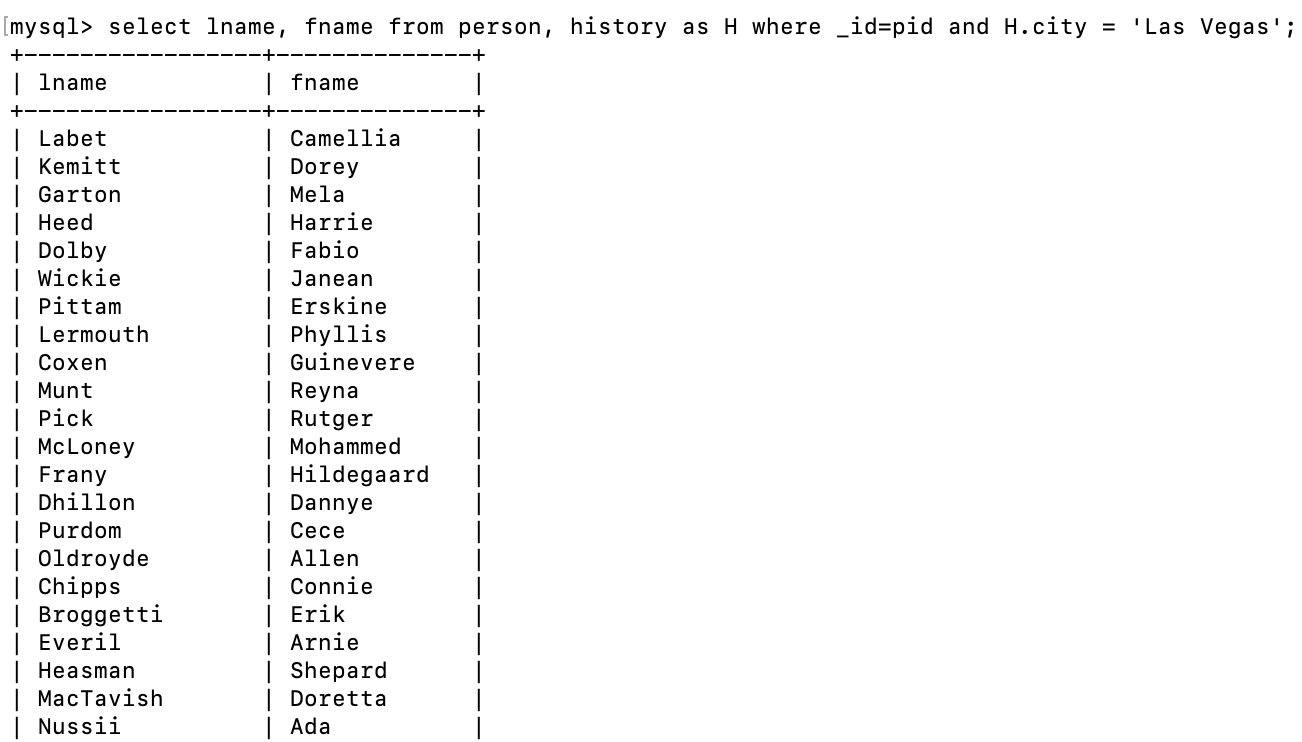 [mysql> select lname, fname from person, history as H where _id=pid and H.city = 'Las Vegas';
+-----------------+--------------+
| lname           | fname        |
+-----------------+--------------+
| Labet           | Camellia     |
| Kemitt          | Dorey        |
| Garton          | Mela         |
| Heed            | Harrie       |
| Dolby           | Fabio        |
| Wickie          | Janean       |
| Pittam          | Erskine      |
| Lermouth        | Phyllis      |
| Coxen           | Guinevere    |
| Munt            | Reyna        |
| Pick            | Rutger       |
| McLoney         | Mohammed     |
| Frany           | Hildegaard   |
| Dhillon         | Dannye       |
| Purdom          | Cece         |
| Oldroyde        | Allen        |
| Chipps          | Connie       |
| Broggetti       | Erik         |
| Everil          | Arnie        |
| Heasman         | Shepard      |
| MacTavish       | Doretta      |
| Nussii          | Ada          |